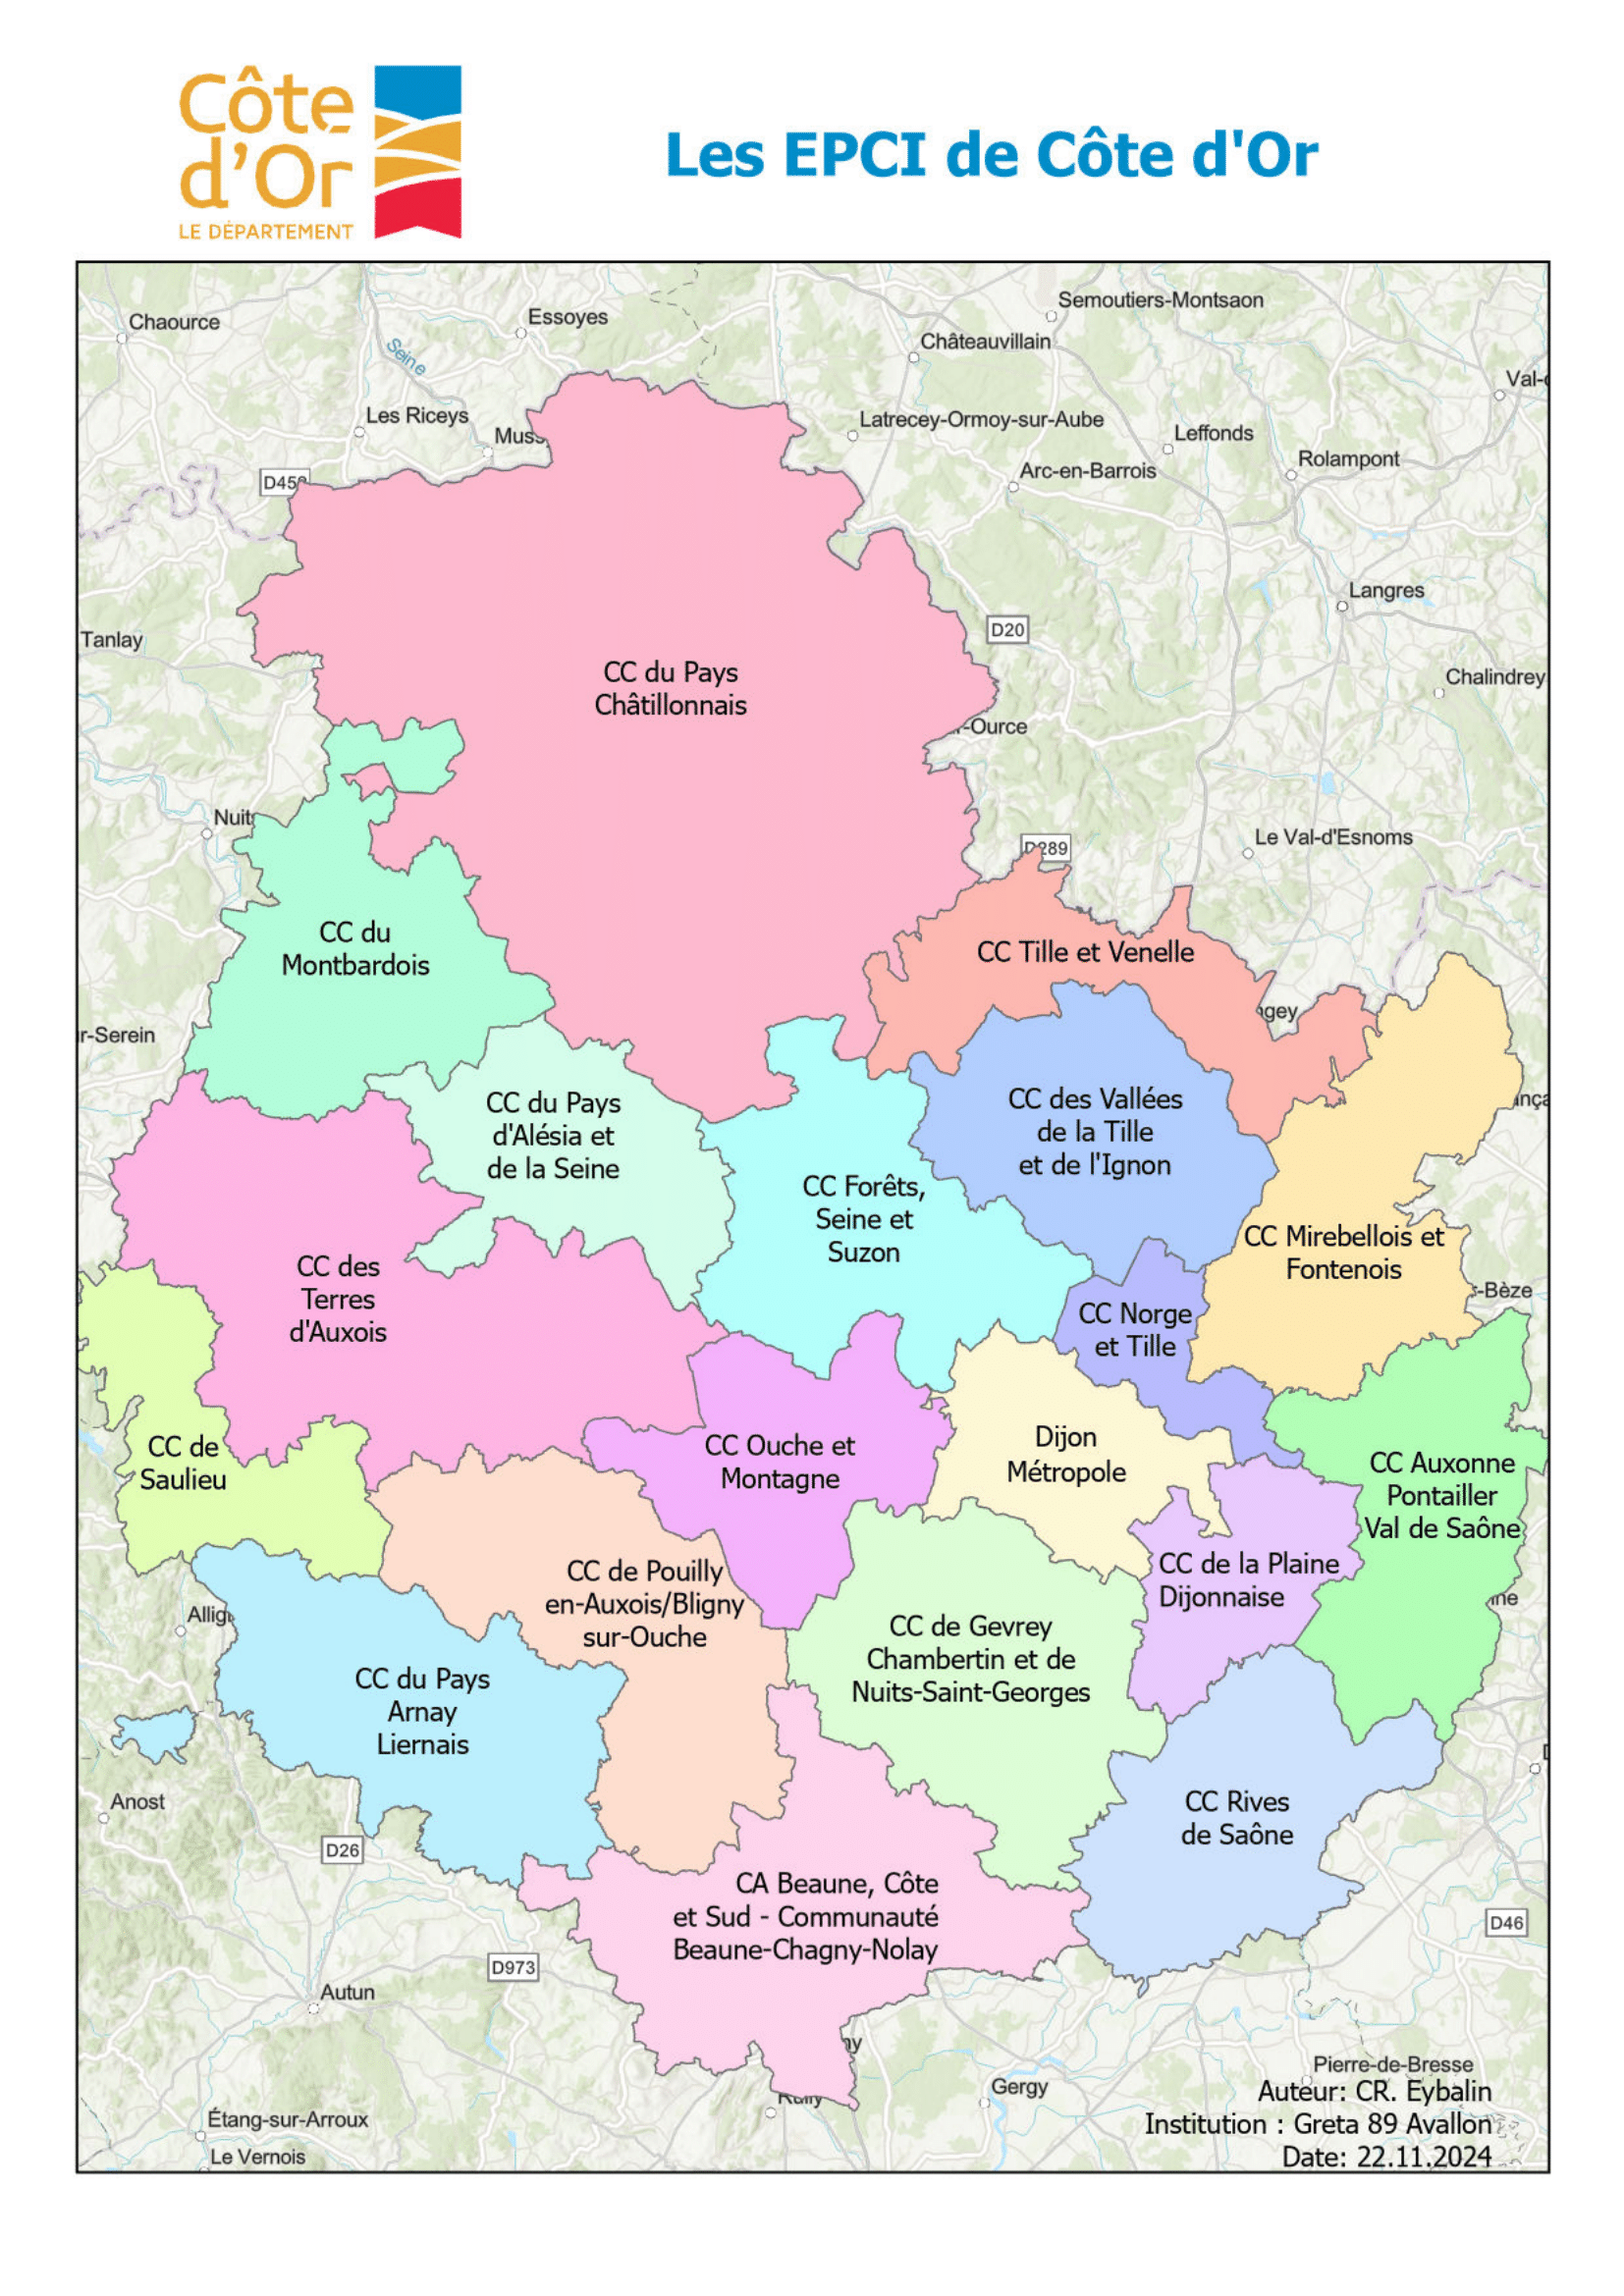 Côte
d'Or
LE DÉPARTEMENT
Les EPCI de Côte d'Or
Semoutiers-Montsaon
Essoyes
Chaource
Châteauvillain
Seine
Les Riceys
Latrecey-Ormoy-sur-Aube
Leffonds
Rolampont
Arc-en-Barrois
Langres
D20
Tanlay
CC du Pays
Châtillonnais
Chalindrey
-Ource
Le Val-d'Esnoms
CC du
Montbardois
CC Tille et Venelle
r-Serein
CC du Pays
d'Alésia et
de la Seine
CC des Vallées
de la Tille
et de l'Ignon
CC Forêts,
Seine et
Suzon
CC Mirebellois et
Fontenois
CC des
Terres
d'Auxois
-Bèze
CC Norge
et Tille
CC de
Saulieu
CC Ouche et
Montagne
Dijon
Métropole
CC Auxonne
Pontailler
Val de Saône
CC de la Plaine
Dijonnaise
CC de Pouilly
en-Auxois/Bligny
sur-Ouche
CC de Gevrey
Chambertin et de
Nuits-Saint-Georges
CC du Pays
Arnay
Liernais
Anost
CC Rives
de Saône
D26
CA Beaune, Côte
et Sud - Communauté
Beaune-Chagny-Nolay
D46
D973
Autun
Gergy
Pierre-de-Bresse
Auteur: CR. Eybalin
Institution : Greta 89 Avallon
Date: 22.11.2024
Étang-sur-Arroux
Le Vernois